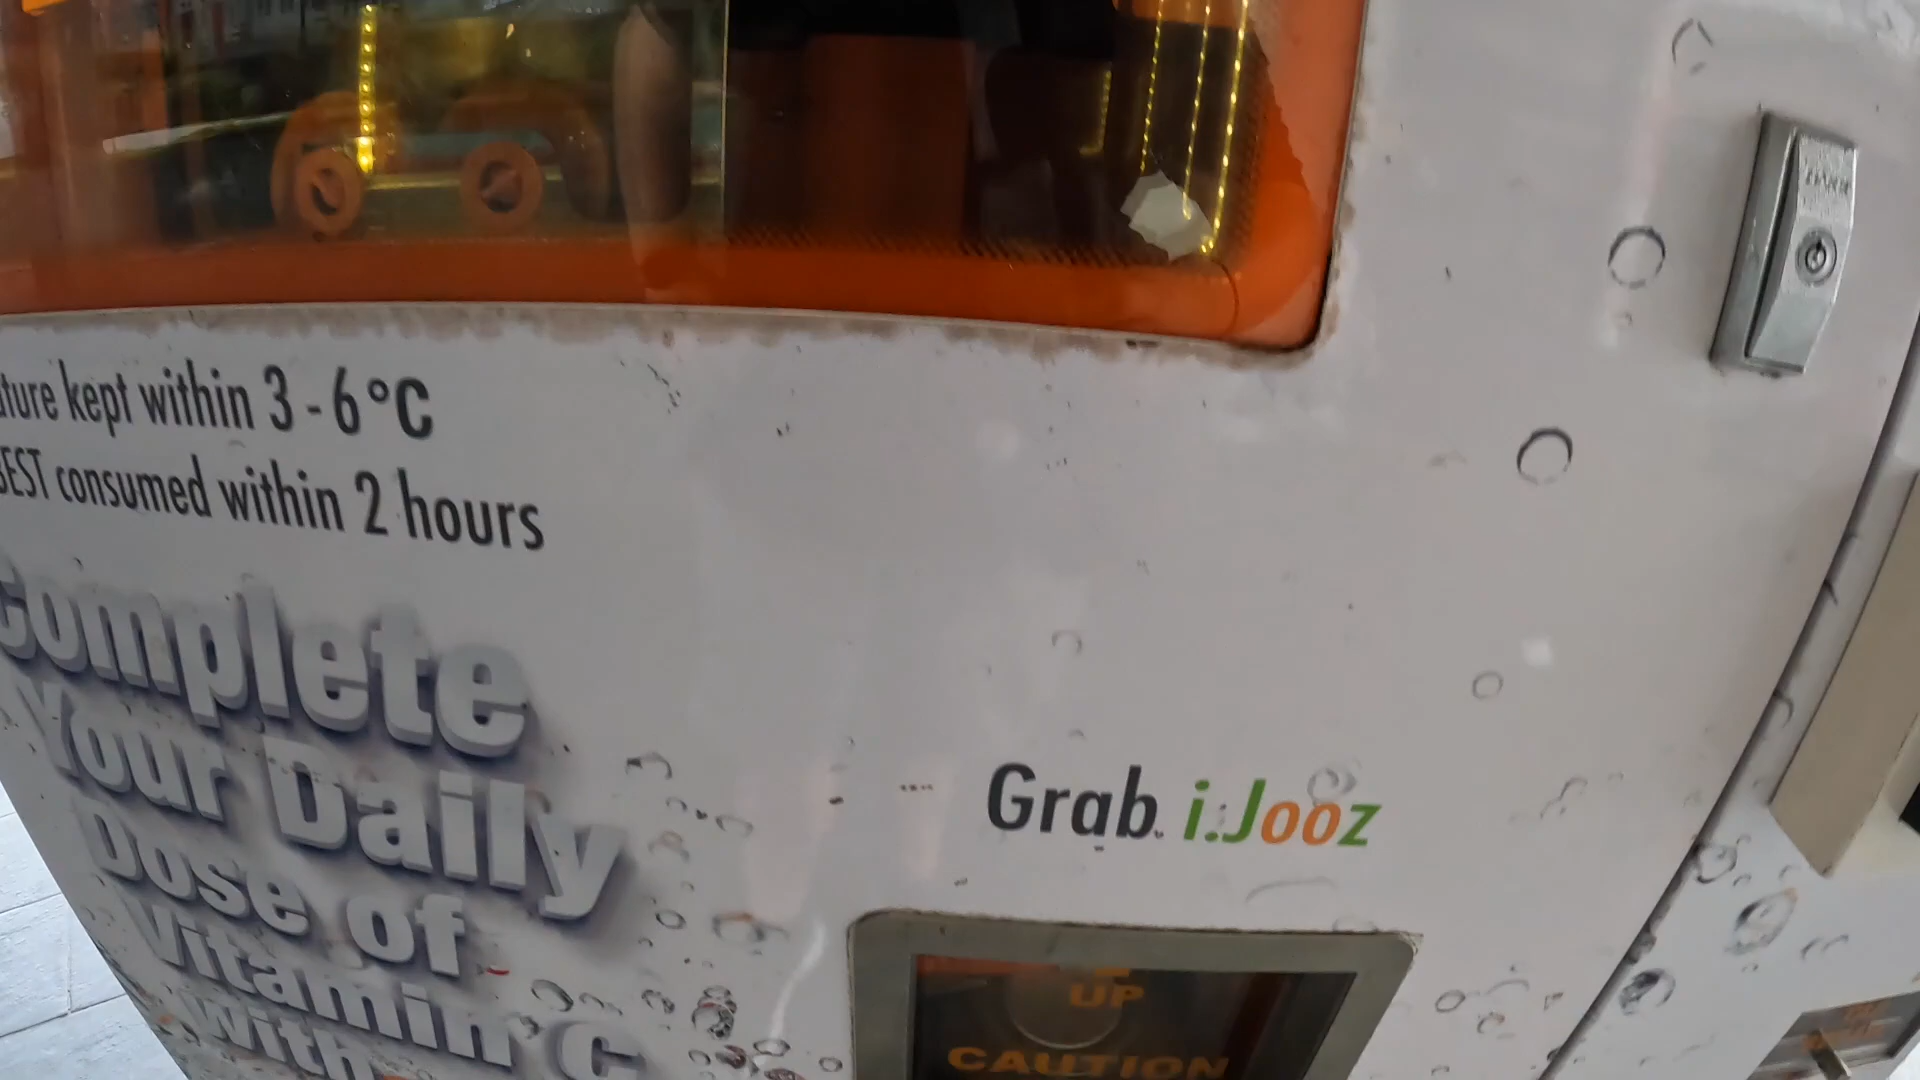 kept within 3 - 6°C
BEST consumed within 2 hours
Complete
Your Daily
Dose of
Vitamin C
with
Grab i.Jooz
UP
CAUTION